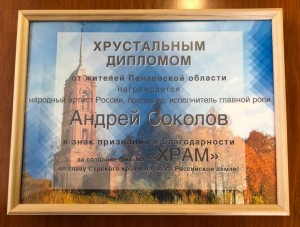 ХРУСТАЛЬНЫМ
ДИПЛОМОМ
от жителей Пензенской области
награждается
народный артист России, продюсер, исполнитель главной роли
Андрей Соколов
в знак признания и благодарности
за создание фильма «ХРАМ»
во славу Сурского края и Российской Земли!